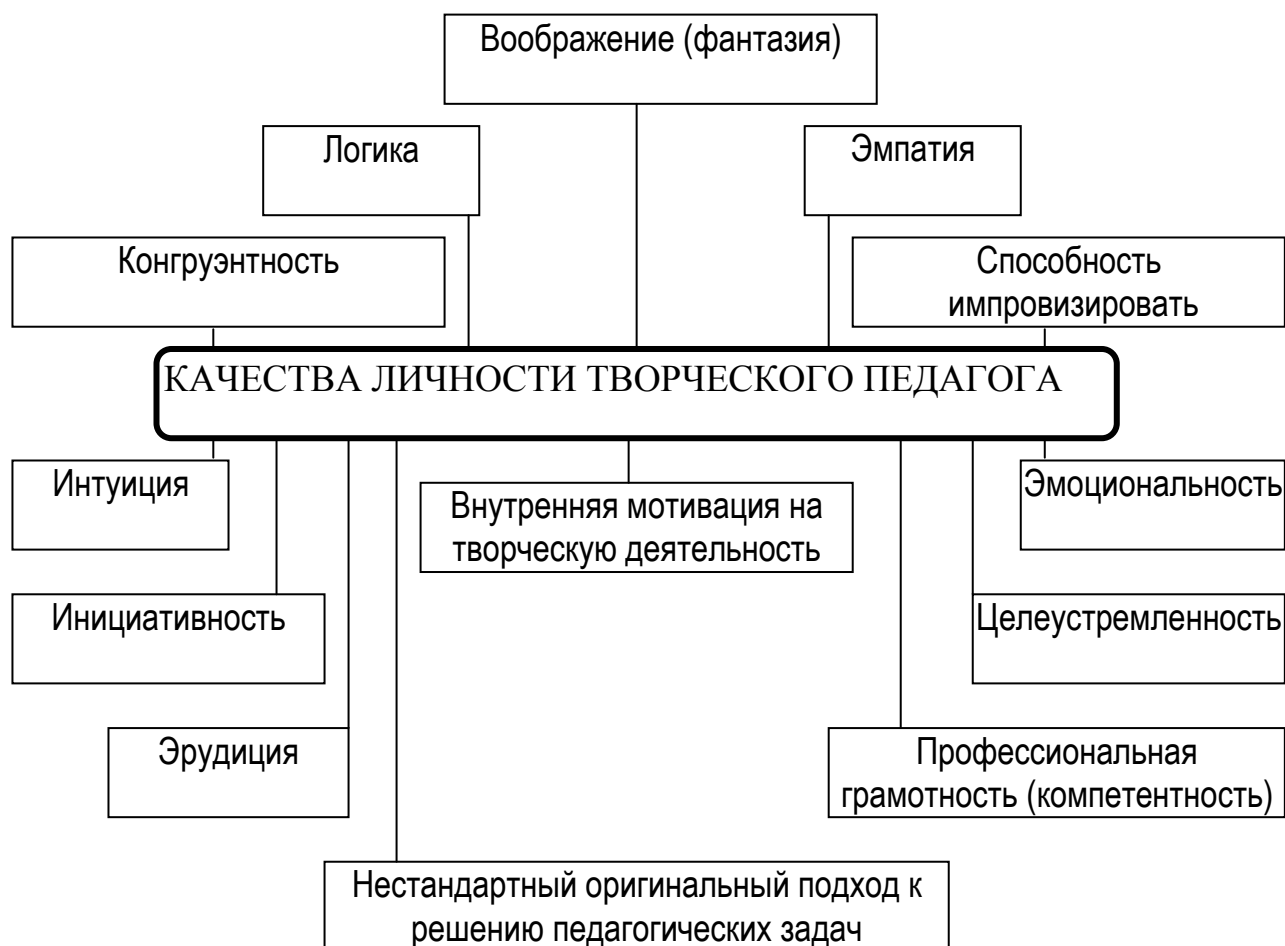 Воображение (фантазия)
Логика
Эмпатия
Конгруэнтность
Способность
импровизировать
КАЧЕСТВА ЛИЧНОСТИ ТВОРЧЕСКОГО ПЕДАГОГА
Интуиция
Внутренняя мотивация на
творческую деятельность
Эмоциональность
Инициативность
Целеустремленность
Эрудиция
Профессиональная
грамотность (компетентность)
Нестандартный оригинальный подход к
решению педагогических задач